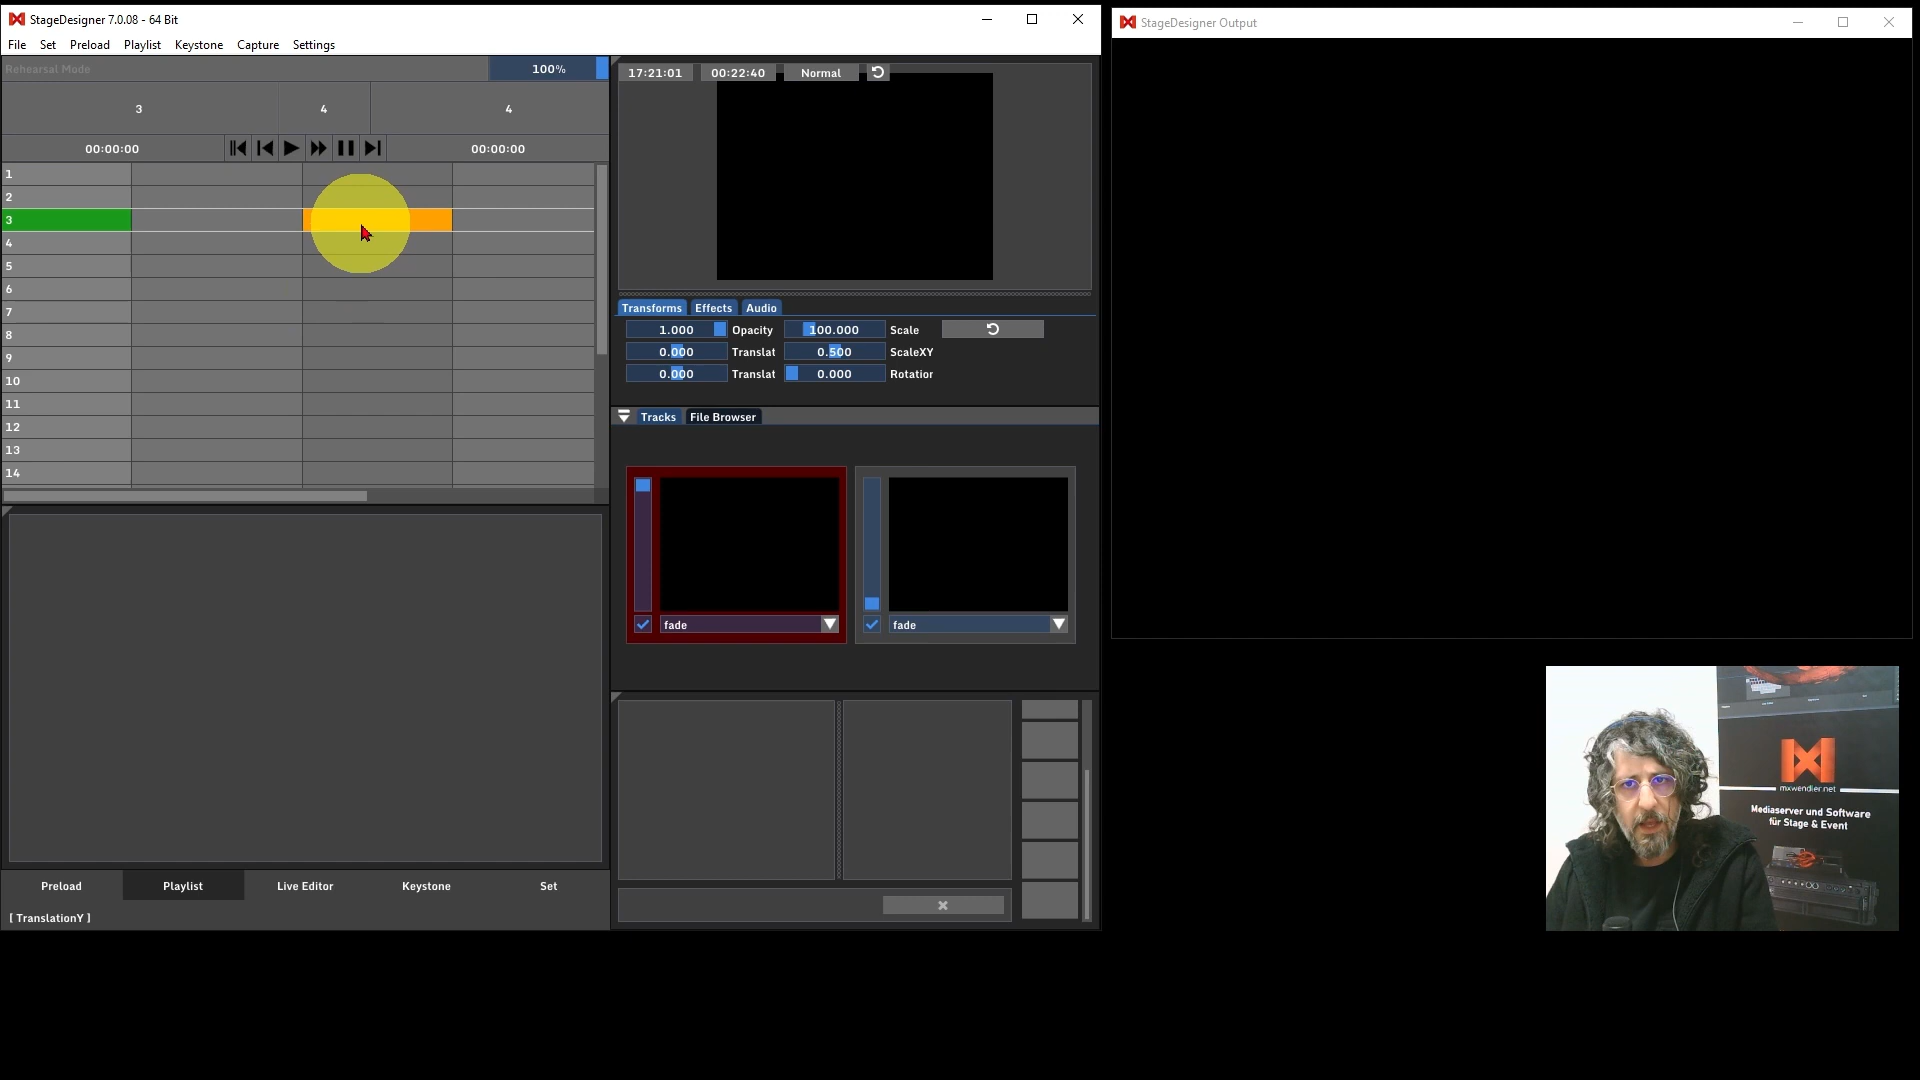 StageDesigner 7.0.08 - 64 Bit
File Set Preload Playlist Keystone Capture Settings
Rehearsal Mode 100%
3 4 4
00:00:00 00:00:00
1
2
3
4
5
6
7
8
9
10
11
12
13
14
Preload Playlist Live Editor Keystone Set
[ TranslationY ]
17:21:01 00:22:40 Normal
Transforms Effects Audio
1.000 Opacity 100.000 Scale
0.000 Translat 0.500 ScaleXY
0.000 Translat 0.000 Rotatior
Tracks File Browser
fade fade
StageDesigner Output
mxwendler.net
Mediaserver und Software
für Stage & Event